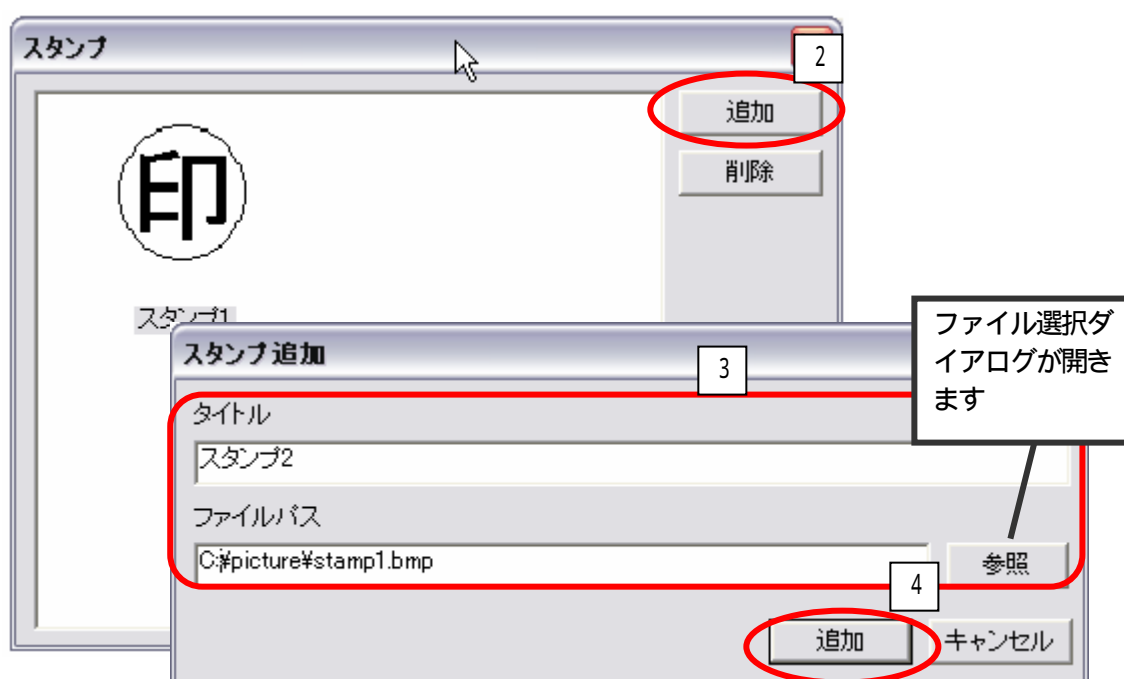 スタンプ
2
追加
削除
印
スタンプ1
スタンプ追加
3
ファイル選択ダ
イアログが開き
ます
タイトル
スタンプ2
ファイルパス
C:¥picture¥stamp1.bmp
参照
4
追加
キャンセル